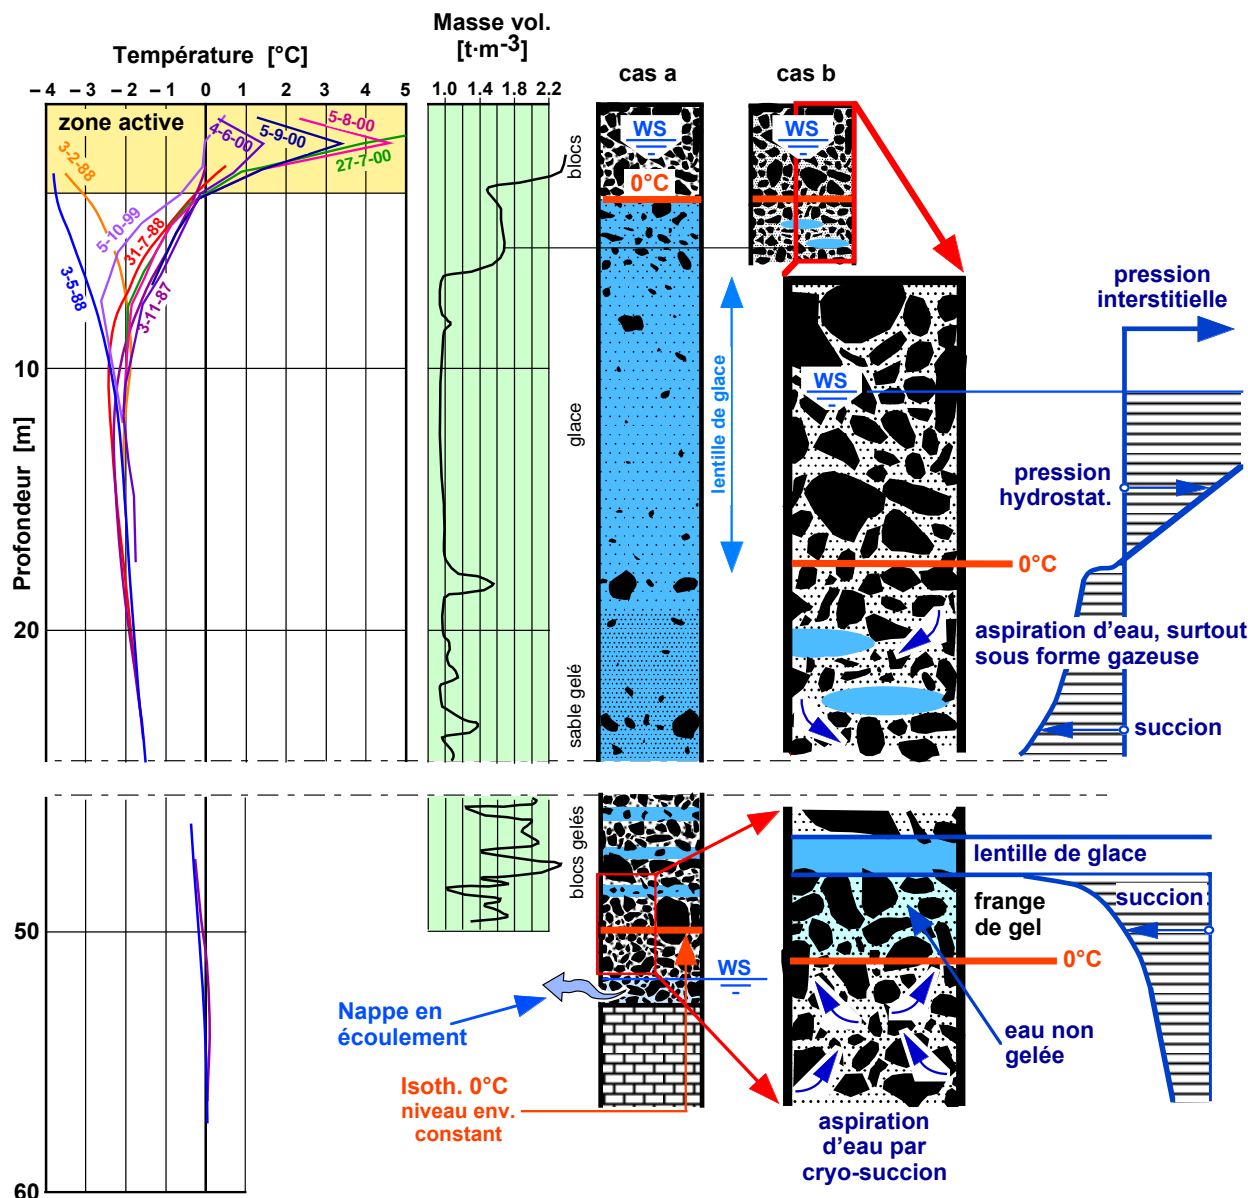 Masse vol.
[t·m-3]
Température [°C]
cas a
cas b
– 4 – 3 – 2 – 1 0 1 2 3 4 5
1.0 1.4 1.8 2.2
zone active
4-6-00
5-9-00
5-8-00
27-7-00
3-2-88
5-10-99
31-7-88
3-5-88
3-11-87
blocs
WS
WS
0°C
pression
interstitielle
10
lentille de glace
glace
WS
Profondeur [m]
pression
hydrostat.
0°C
20
aspiration d'eau, surtout
sous forme gazeuse
sable gelé
succion
blocs gelés
lentille de glace
succion
frange
de gel
50
0°C
WS
Nappe en
écoulement
eau non
gelée
Isoth. 0°C
niveau env.
constant
aspiration
d'eau par
cryo-succion
60